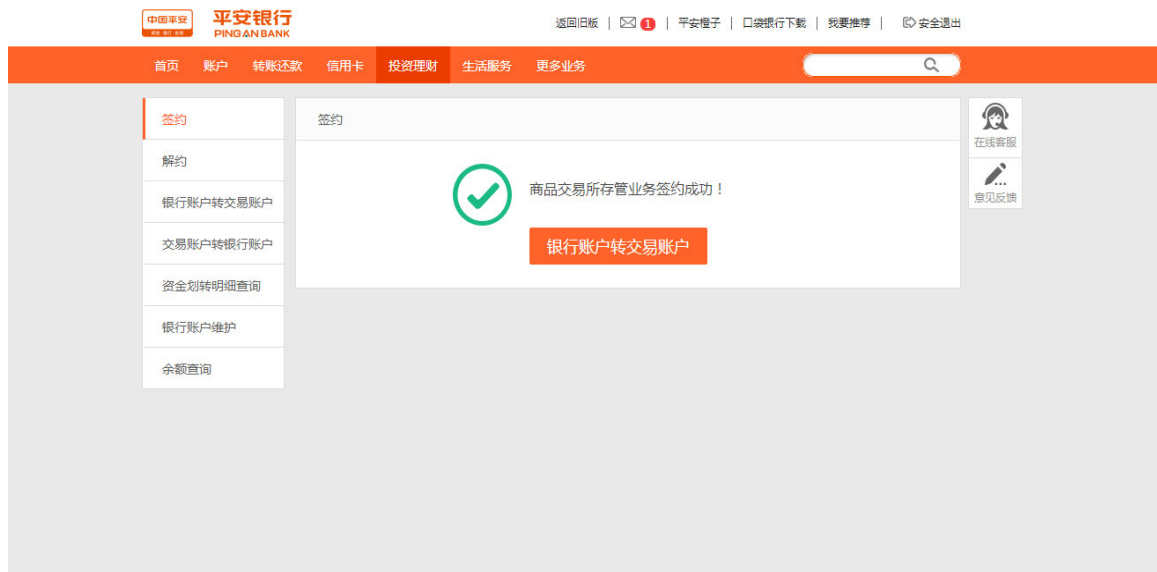 中国平安
平安银行
PING AN BANK
返回旧版 | 1 | 平安橙子 | 口袋银行下载 | 我要推荐 | 安全退出
首页 账户 转账还款 信用卡 投资理财 生活服务 更多业务
签约
签约
在线客服
解约
商品交易所存管业务签约成功！
意见反馈
银行账户转交易账户
交易账户转银行账户
银行账户转交易账户
资金划转明细查询
银行账户维护
余额查询